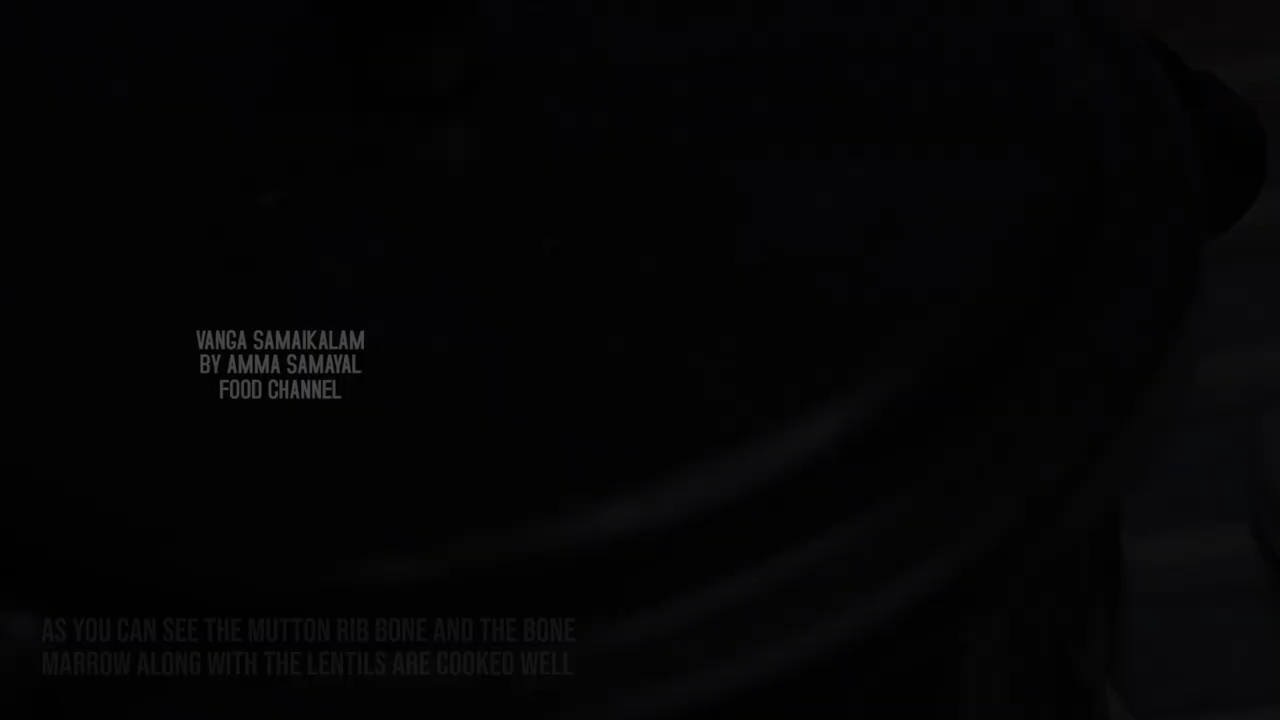 VANGA SAMAIKALAM
BY AMMA SAMAYAL
FOOD CHANNEL
AS YOU CAN SEE THE MUTTON RIB BONE AND THE BONE
MARROW ALONG WITH THE LENTILS ARE COOKED WELL